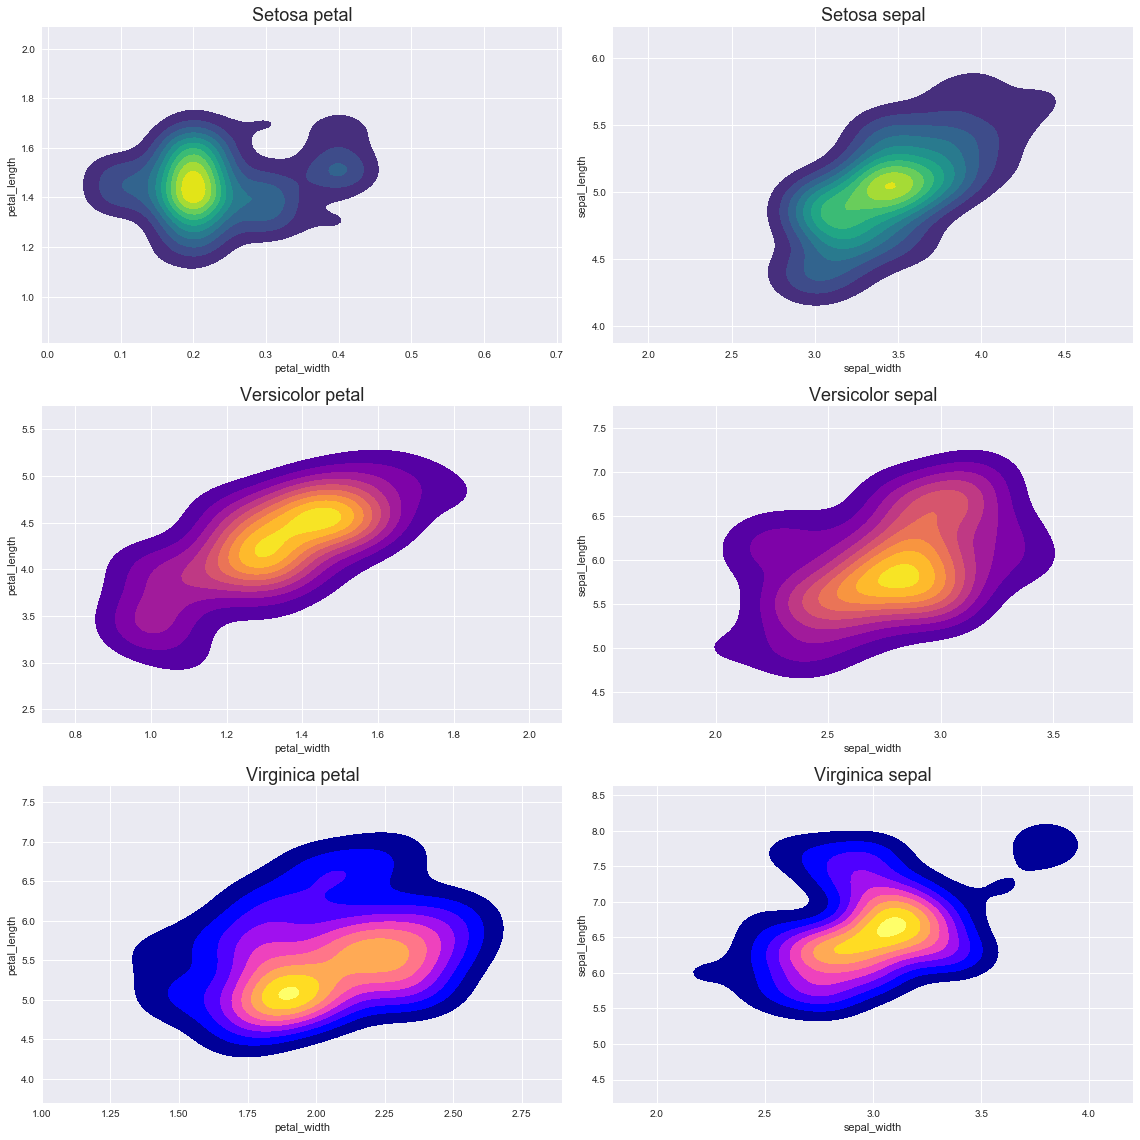 Setosa petal
petal_length
2.0
1.8
1.6
1.4
1.2
1.0
0.0 0.1 0.2 0.3 0.4 0.5 0.6 0.7
petal_width
Setosa sepal
sepal_length
6.0
5.5
5.0
4.5
4.0
2.0 2.5 3.0 3.5 4.0 4.5
sepal_width
Versicolor petal
petal_length
5.5
5.0
4.5
4.0
3.5
3.0
2.5
0.8 1.0 1.2 1.4 1.6 1.8 2.0
petal_width
Versicolor sepal
sepal_length
7.5
7.0
6.5
6.0
5.5
5.0
4.5
2.0 2.5 3.0 3.5
sepal_width
Virginica petal
petal_length
7.5
7.0
6.5
6.0
5.5
5.0
4.5
4.0
1.00 1.25 1.50 1.75 2.00 2.25 2.50 2.75
petal_width
Virginica sepal
sepal_length
8.5
8.0
7.5
7.0
6.5
6.0
5.5
5.0
4.5
2.0 2.5 3.0 3.5 4.0
sepal_width